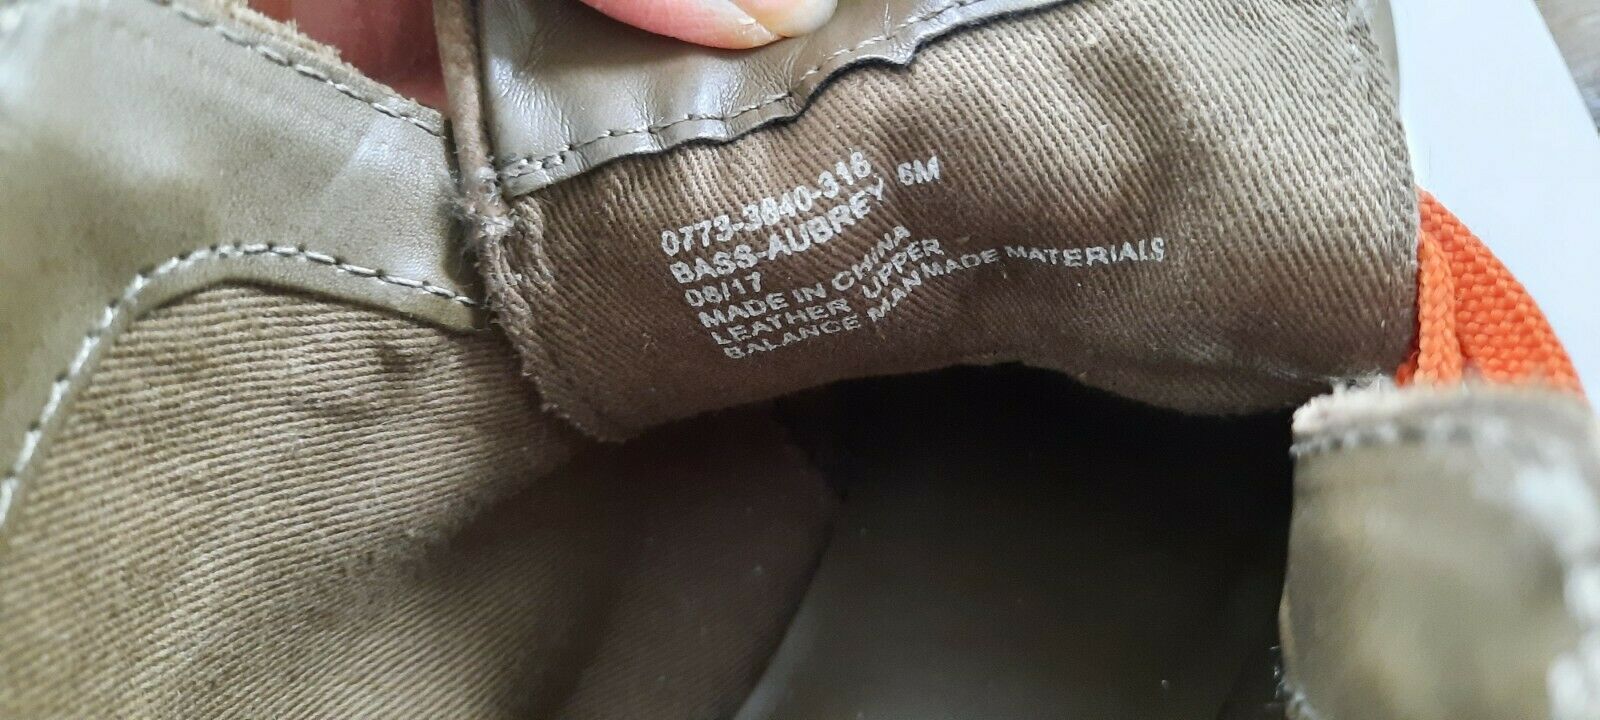 0773-3840-316 6M
BASS-AUBREY
08/17
MADE IN CHINA
LEATHER UPPER
BALANCE MANMADE MATERIALS